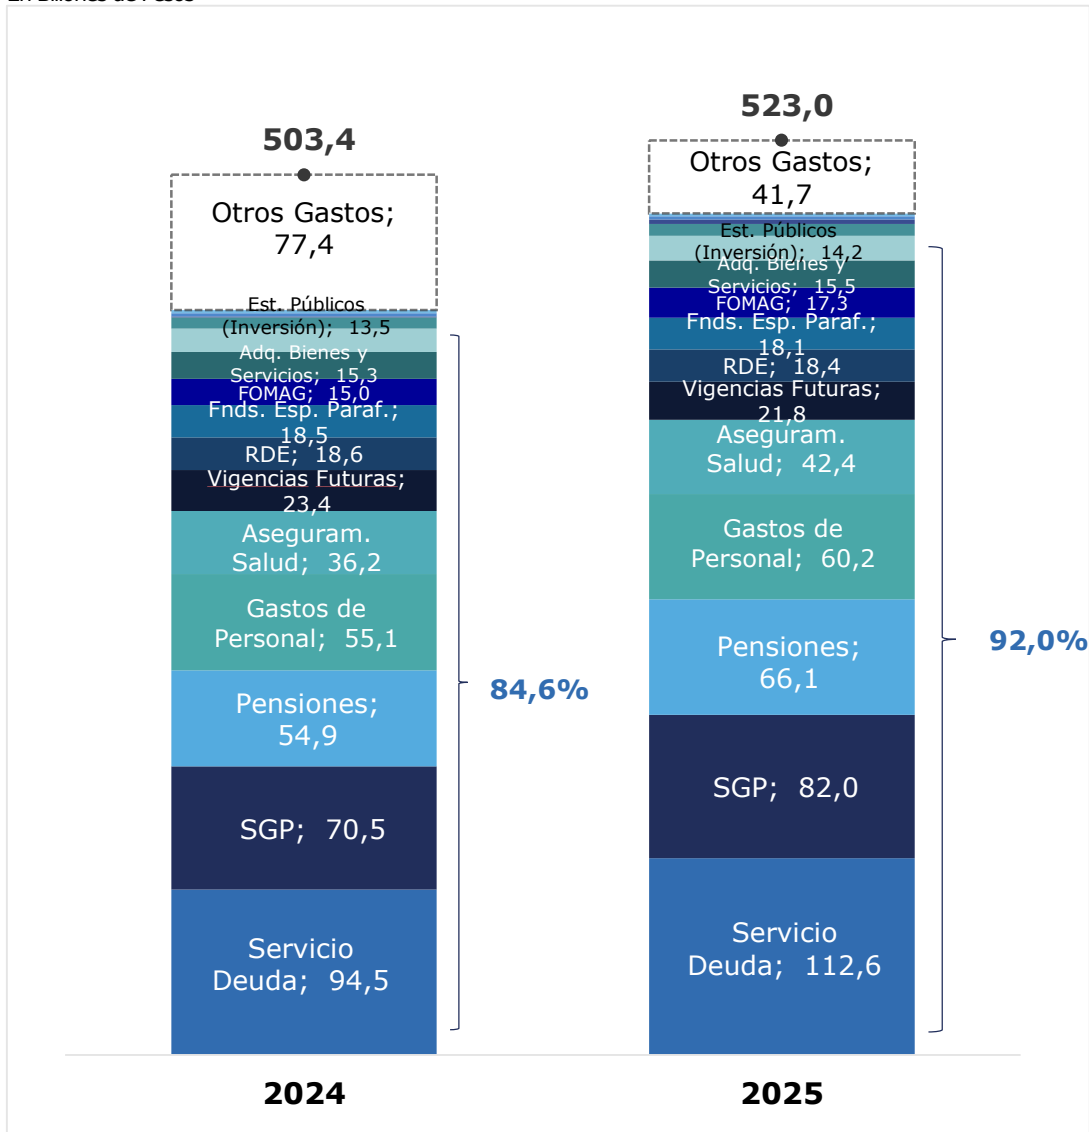 En Billones de Pesos
503,4
Otros Gastos;
77,4
Est. Públicos
(Inversión);  13,5
Adq. Bienes y
Servicios;  15,3
FOMAG;  15,0
Fnds. Esp. Paraf.;
18,5
RDE;  18,6
Vigencias Futuras;
23,4
Aseguram.
Salud;  36,2
Gastos de
Personal;  55,1
Pensiones;
54,9
SGP;  70,5
Servicio
Deuda;  94,5
84,6%
2024
523,0
Otros Gastos;
41,7
Est. Públicos
(Inversión);  14,2
Adq. Bienes y
Servicios;  15,5
FOMAG;  17,3
Fnds. Esp. Paraf.;
18,1
RDE;  18,4
Vigencias Futuras;
21,8
Aseguram.
Salud;  42,4
Gastos de
Personal;  60,2
Pensiones;
66,1
SGP;  82,0
Servicio
Deuda;  112,6
92,0%
2025